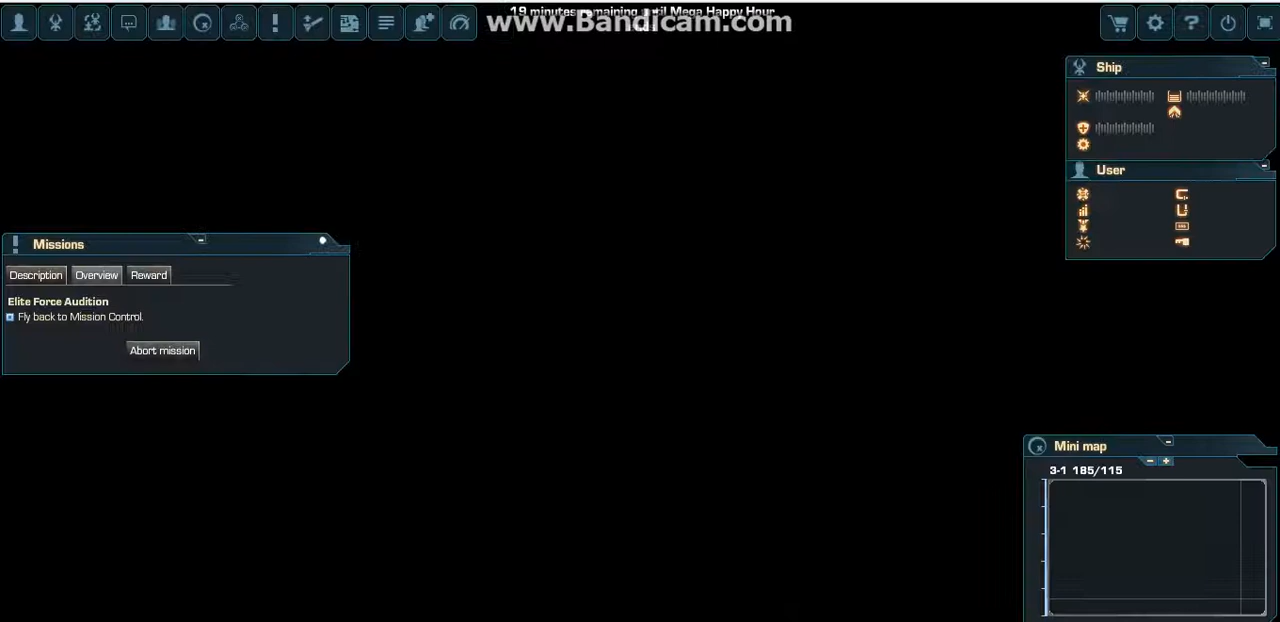 19 minutes remaining until Mega Happy Hour
www.Bandicam.com
Ship
User
Missions
Description Overview Reward
Elite Force Audition
Fly back to Mission Control.
Abort mission
Mini map
3-1 185/115